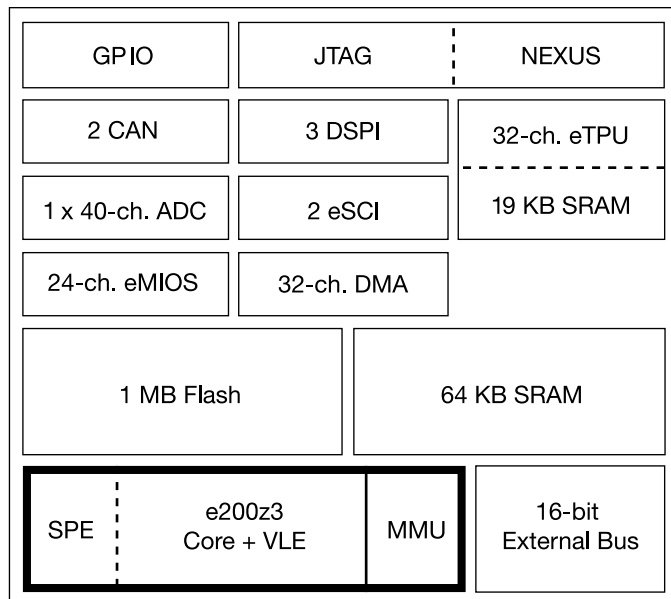 GPIO
JTAG
NEXUS
2 CAN
3 DSPI
32-ch. eTPU
1 x 40-ch. ADC
2 eSCI
19 KB SRAM
24-ch. eMIOS
32-ch. DMA
1 MB Flash
64 KB SRAM
SPE
e200z3
Core + VLE
MMU
16-bit
External Bus